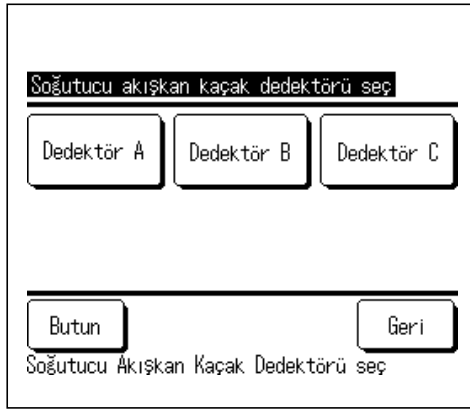 Soğutucu akışkan kaçak dedektörü seç
Dedektör A Dedektör B Dedektör C
Butun Geri
Soğutucu Akışkan Kaçak Dedektörü seç